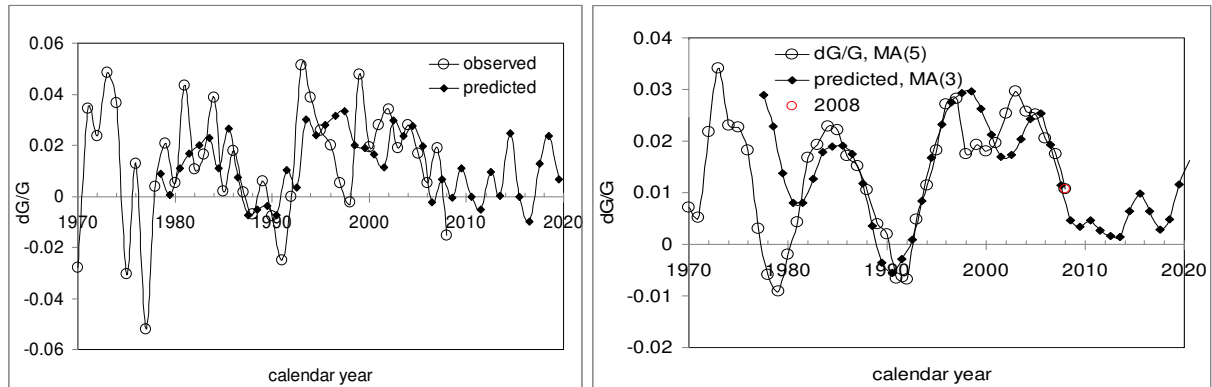 0.06
0.04
0.02
0
-0.02
-0.04
-0.06
1970 1980 1990 2000 2010 2020
dG/G
calendar year
observed
predicted
0.04
0.03
0.02
0.01
0
-0.01
-0.02
1970 1980 1990 2000 2010 2020
dG/G
calendar year
dG/G, MA(5)
predicted, MA(3)
2008